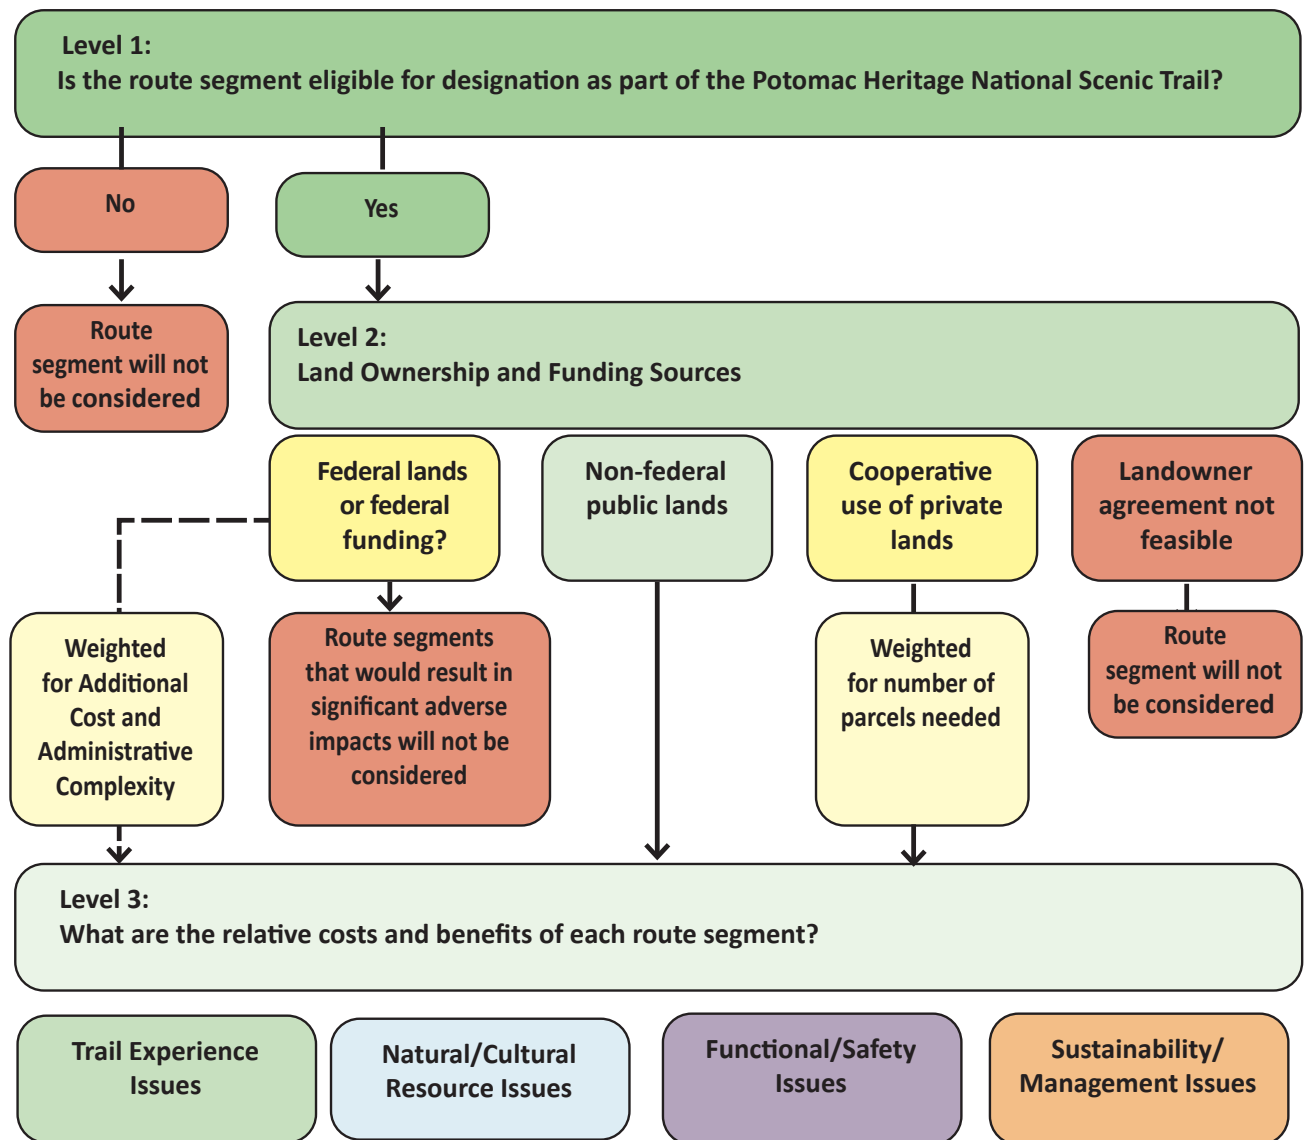 Level 1:
Is the route segment eligible for designation as part of the Potomac Heritage National Scenic Trail?
No
Yes
Route
segment will not
be considered
Level 2:
Land Ownership and Funding Sources
Federal lands
or federal
funding?
Non-federal
public lands
Cooperative
use of private
lands
Landowner
agreement not
feasible
Weighted
for Additional
Cost and
Administrative
Complexity
Route segments
that would result in
significant adverse
impacts will not be
considered
Weighted
for number of
parcels needed
Route
segment will not
be considered
Level 3:
What are the relative costs and benefits of each route segment?
Trail Experience
Issues
Natural/Cultural
Resource Issues
Functional/Safety
Issues
Sustainability/
Management Issues